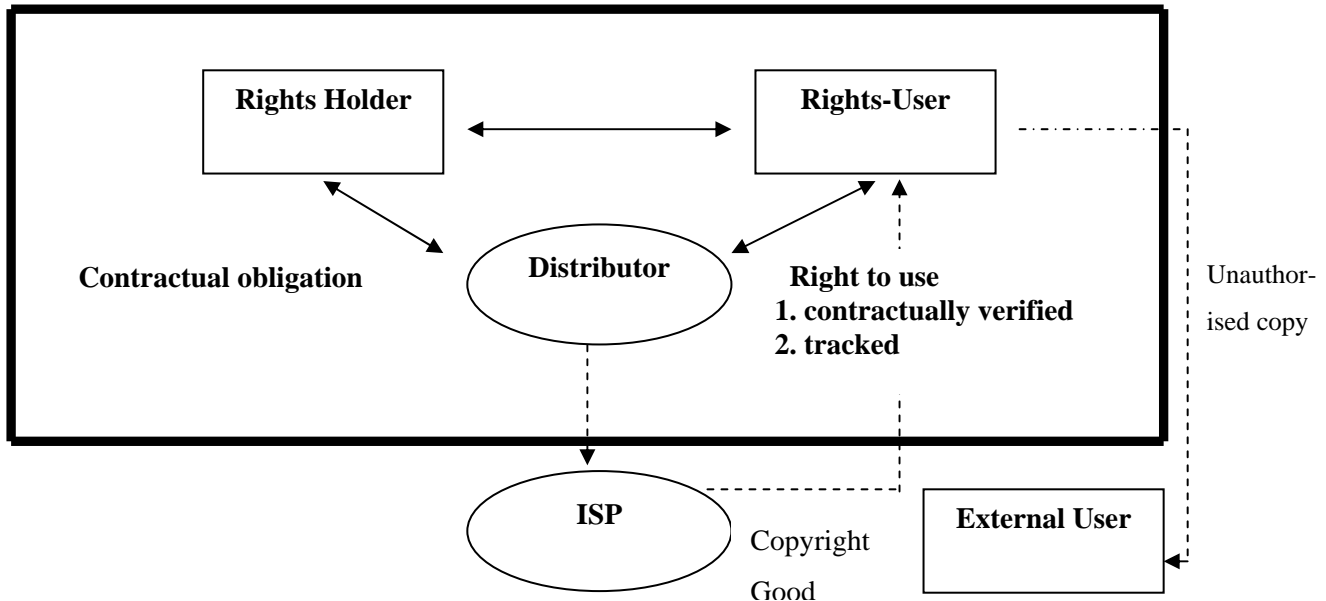 Rights Holder
Rights-User
Distributor
Contractual obligation
Right to use
1. contractually verified
2. tracked
Unauthor-
ised copy
ISP
External User
Copyright
Good